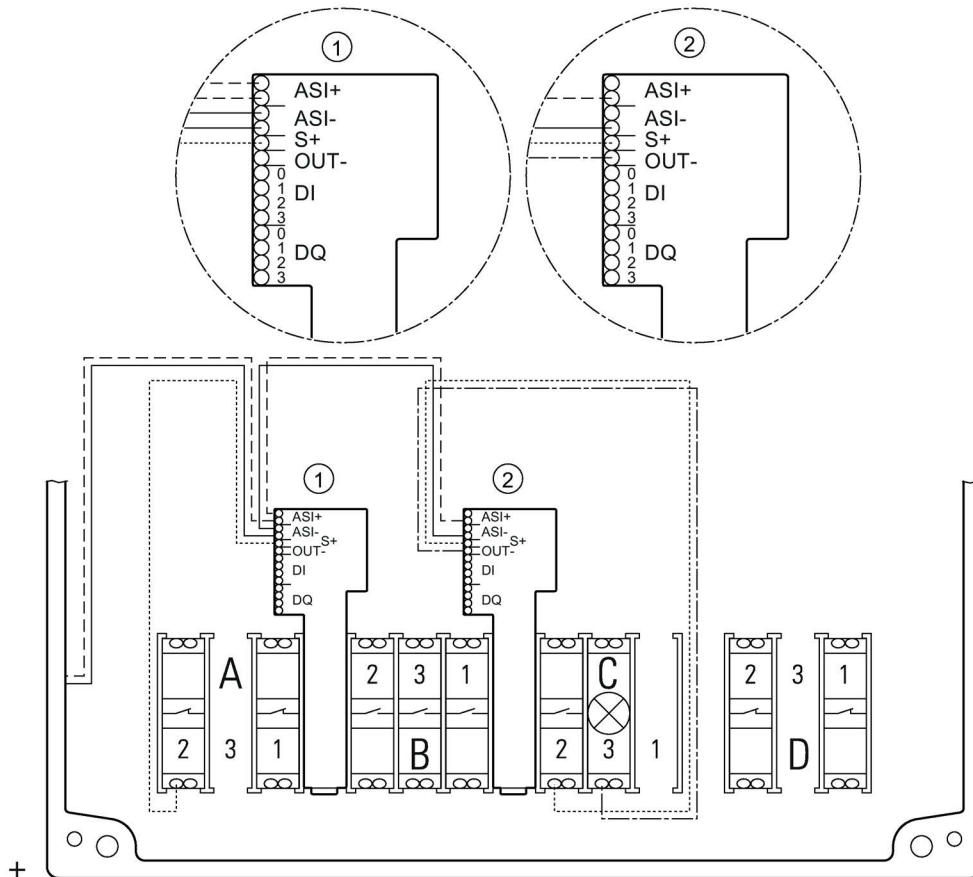 1
2
ASI+
ASI-
S+
OUT-
0
1
DI
2
3
0
1
DQ
2
3
ASI+
ASI-
S+
OUT-
0
1
DI
2
3
0
1
DQ
2
3
1
2
ASI+
ASI-
S+
OUT-
DI
DQ
ASI+
ASI-
S+
OUT-
DI
DQ
A
2 3 1
C
2 3 1
2 3 1
B
2 3 1
D
+